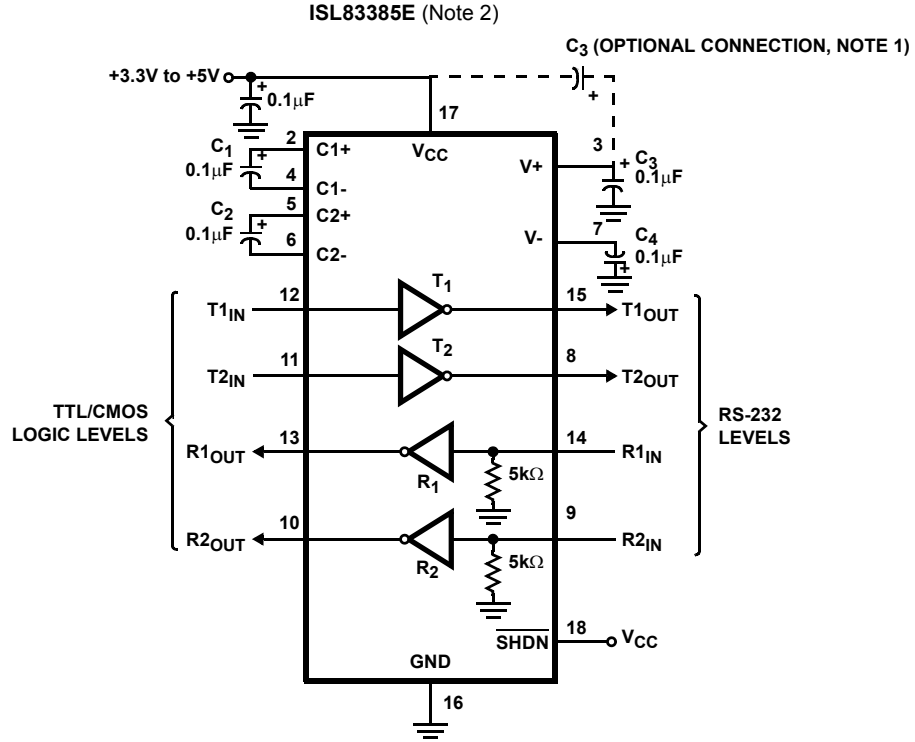 ISL83385E (Note 2)
C3 (OPTIONAL CONNECTION, NOTE 1)
+3.3V to +5V
+
0.1μF
+
17
2
C1
0.1μF
+
C1+
VCC
3
V+
+
C3
0.1μF
4
C1-
5
C2
0.1μF
+
C2+
6
C2-
7
V-
C4
0.1μF
+
T1
T1IN
12
15
T1OUT
T2
T2IN
11
8
T2OUT
TTL/CMOS
LOGIC LEVELS
RS-232
LEVELS
R1OUT
13
14
R1IN
R1
5kΩ
R2OUT
10
9
R2IN
R2
5kΩ
SHDN
18
VCC
GND
16